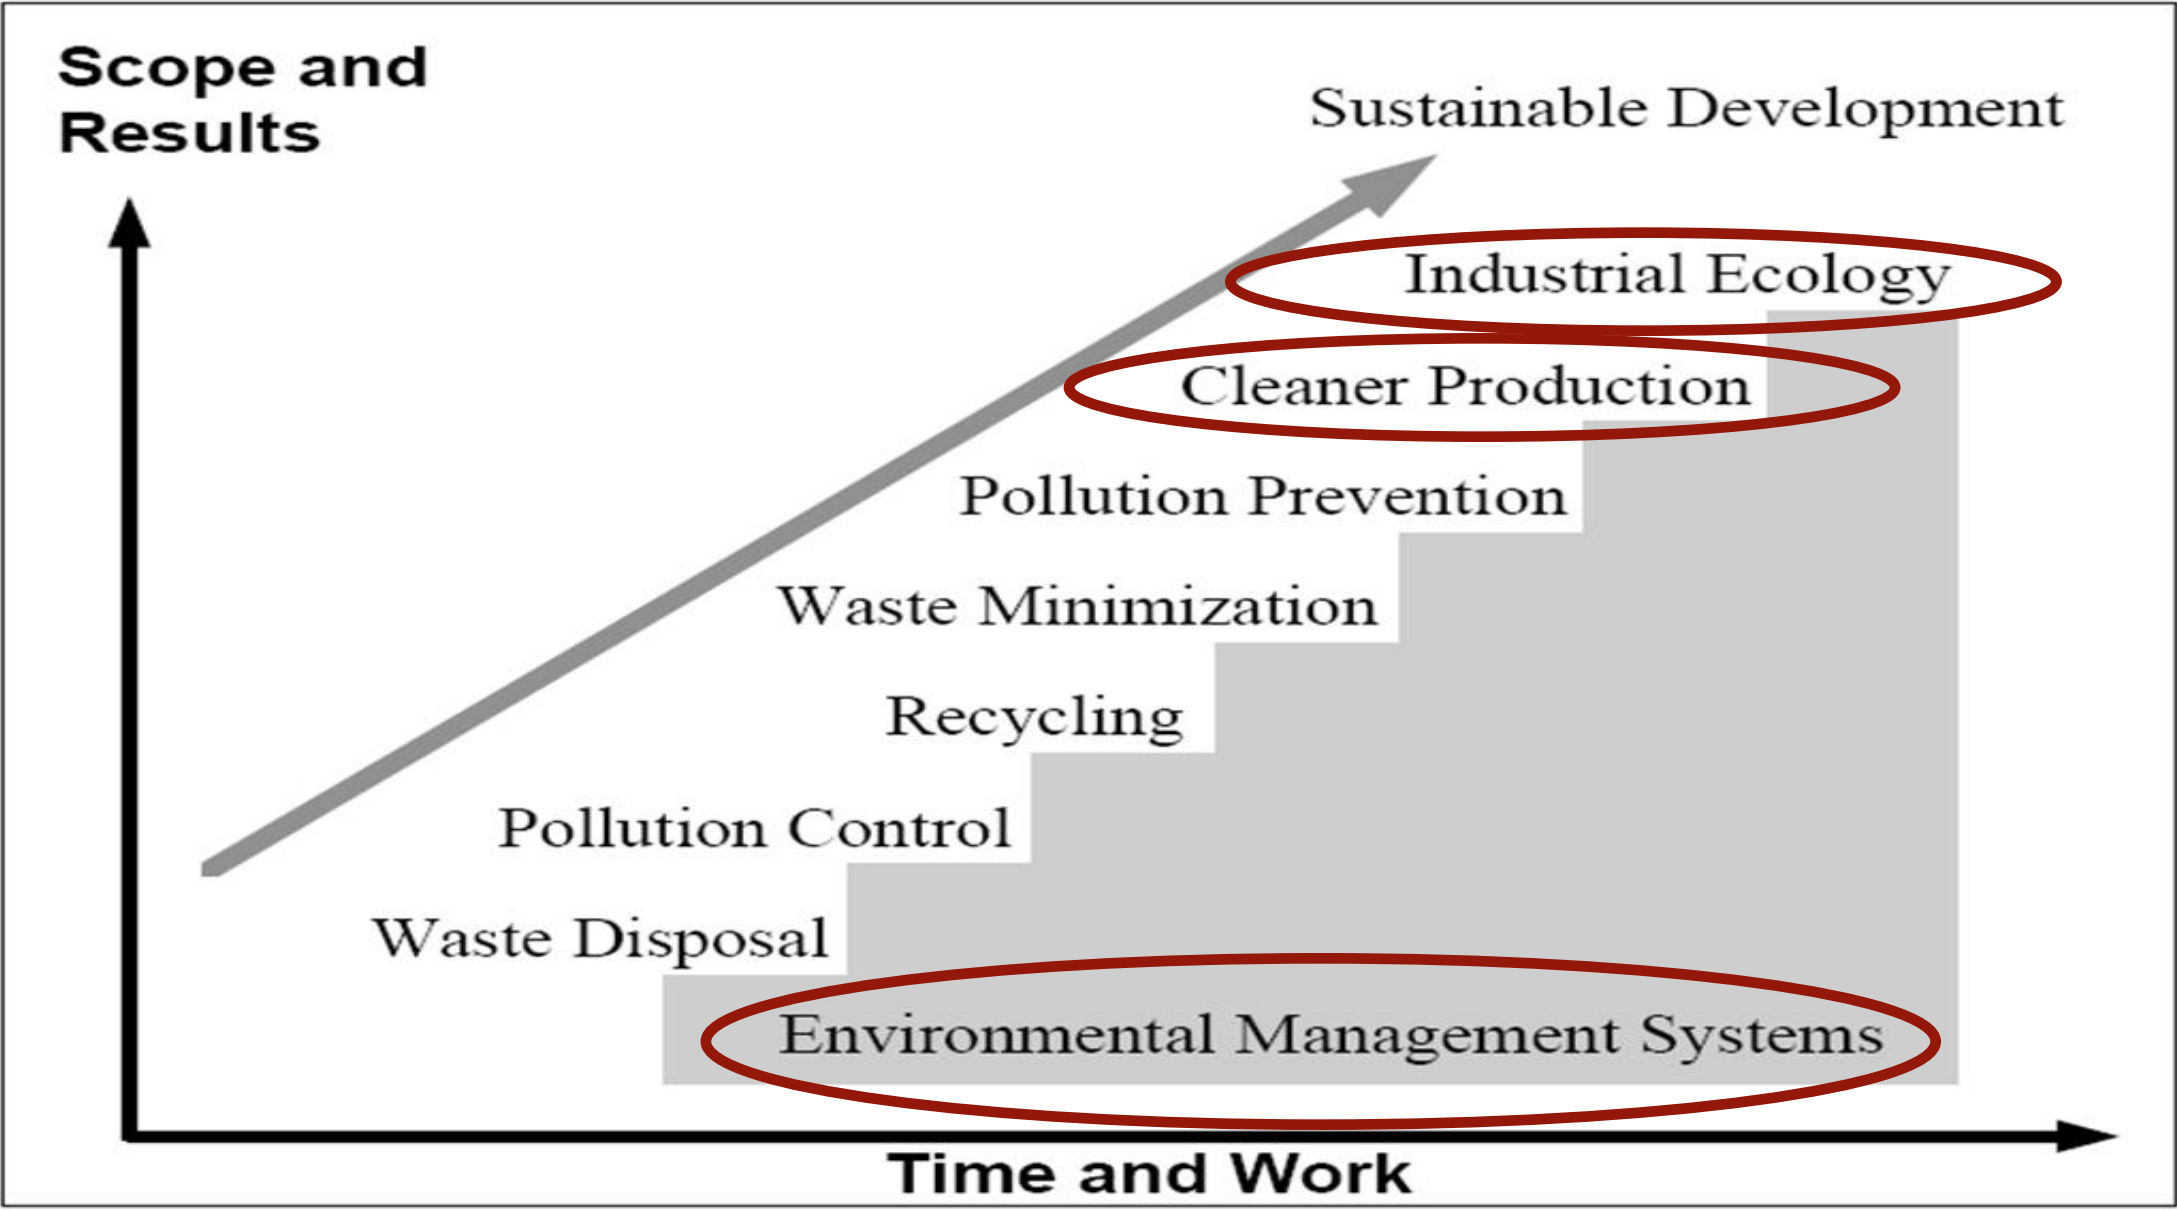 Scope and
Results
Sustainable Development
Industrial Ecology
Cleaner Production
Pollution Prevention
Waste Minimization
Recycling
Pollution Control
Waste Disposal
Environmental Management Systems
Time and Work